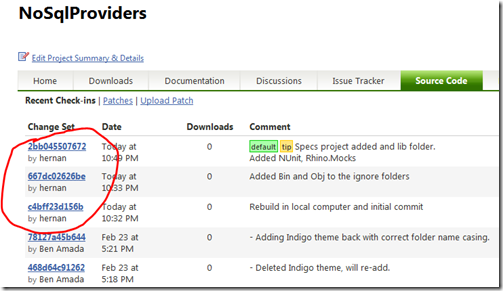 NoSqlProviders
Edit Project Summary & Details
Home Downloads Documentation Discussions Issue Tracker Source Code
Recent Check-ins | Patches | Upload Patch
Change Set Date Downloads Comment
2bb045507672 Today at 0 default tip Specs project added and lib folder.
by hernan 10:49 PM Added NUnit, Rhino.Mocks
667dc02626be Today at 0 Added Bin and Obj to the ignore folders
by hernan 10:33 PM
c4bff23d156b Today at 0 Rebuild in local computer and initial commit
by hernan 10:32 PM
78127a45b644 Feb 23 at 0 - Adding Indigo theme back with correct folder name casing.
by Ben Amada 5:21 PM
468d64c91262 Feb 23 at 0 - Deleted Indigo theme, will re-add.
by Ben Amada 5:18 PM